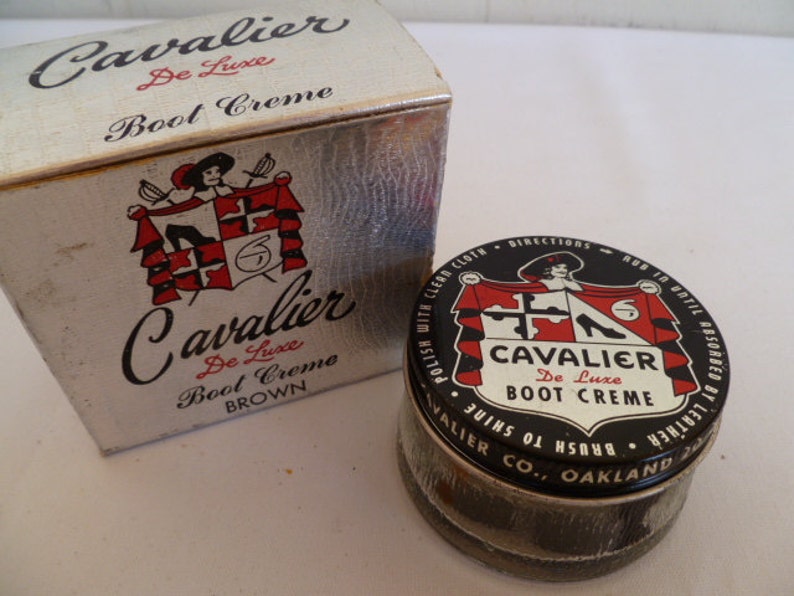 Cavalier
De Luxe
Boot Creme
Cavalier
De Luxe
Boot Creme
BROWN
DIRECTIONS → RUB IN UNTIL ABSORBED BY LEATHER • BRUSH TO SHINE • POLISH WITH CLEAN CLOTH •
CAVALIER
De Luxe
BOOT CREME
CAVALIER CO., OAKLAND